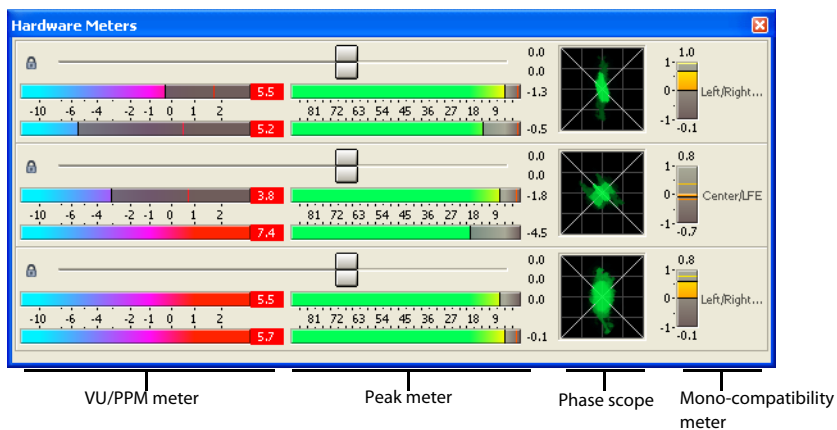 Hardware Meters
0.0
0.0
5.5 -1.3
-10 -6 -4 -2 -1 0 1 2 81 72 63 54 45 36 27 18 9
5.2 -0.5
1.0
1
0
-1
-0.1
Left/Right...
0.0
0.0
3.8 -1.8
-10 -6 -4 -2 -1 0 1 2 81 72 63 54 45 36 27 18 9
7.4 -4.5
0.8
1
0
-1
-0.7
Center/LFE
0.0
0.0
5.5 0.0
-10 -6 -4 -2 -1 0 1 2 81 72 63 54 45 36 27 18 9
5.7 -0.1
0.8
1
0
-1
-0.1
Left/Right...
VU/PPM meter
Peak meter
Phase scope
Mono-compatibility
meter